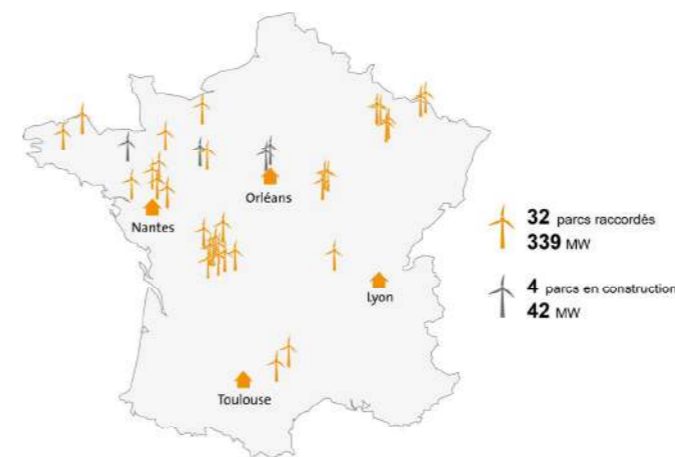 Orléans
Nantes
Lyon
Toulouse
32 parcs raccordés
339 MW
4 parcs en construction
42 MW